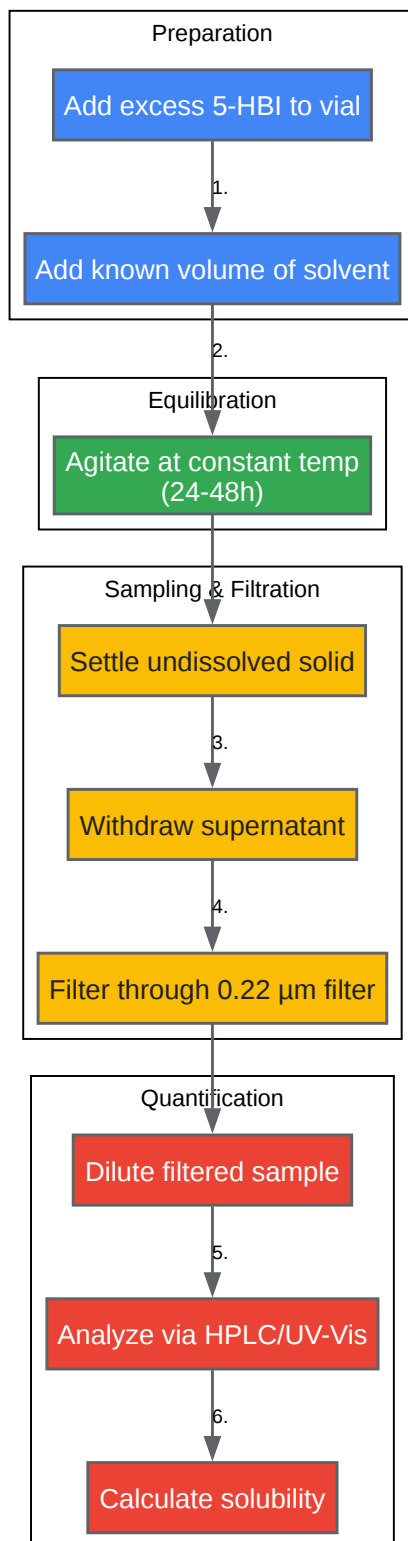 Preparation
Add excess 5-HBI to vial
1.
Add known volume of solvent
2.
Equilibration
Agitate at constant temp
(24-48h)
Sampling & Filtration
Settle undissolved solid
3.
Withdraw supernatant
4.
Filter through 0.22 µm filter
Quantification
Dilute filtered sample
5.
Analyze via HPLC/UV-Vis
6.
Calculate solubility